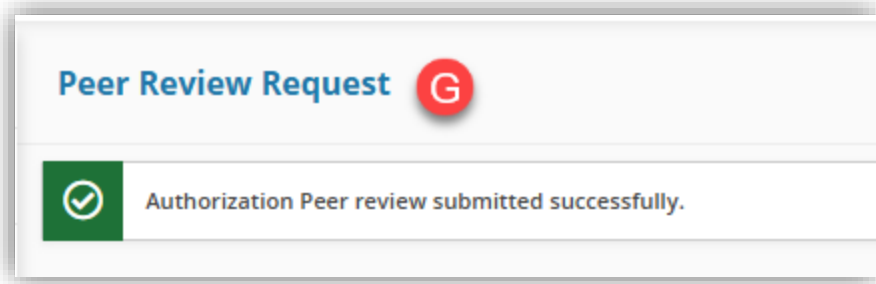 Peer Review Request G
Authorization Peer review submitted successfully.